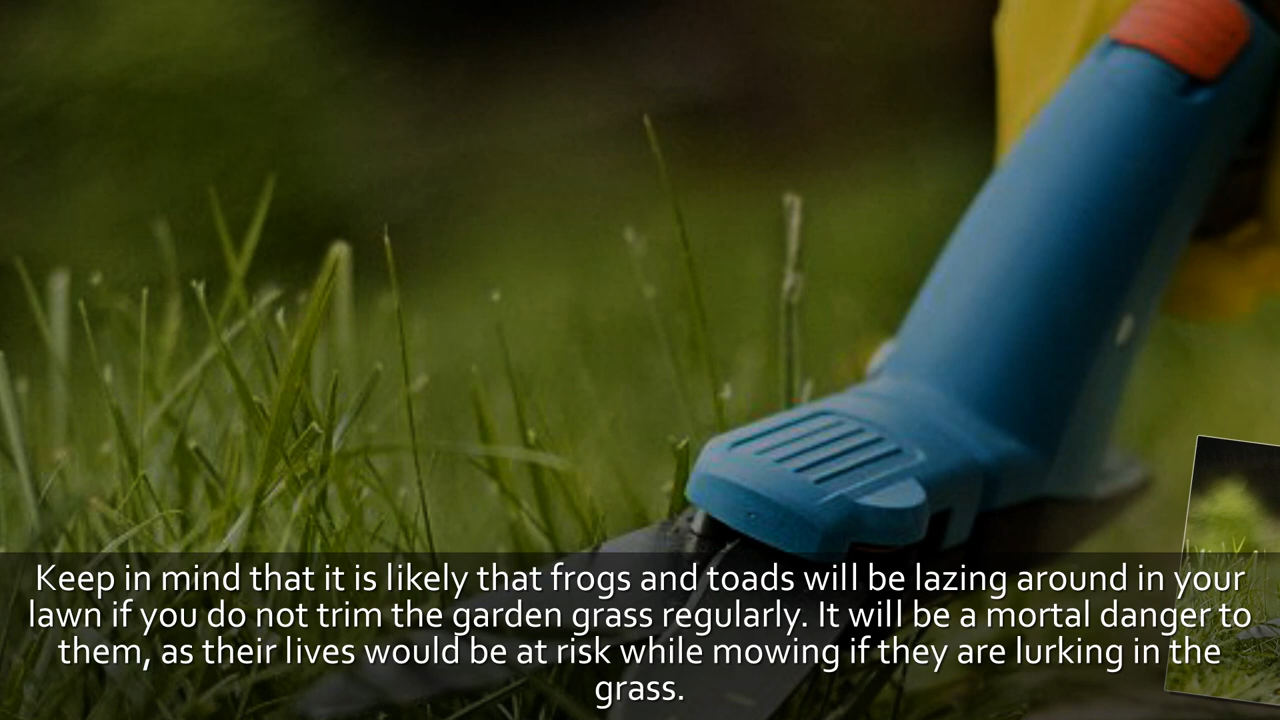 Keep in mind that it is likely that frogs and toads will be lazing around in your
lawn if you do not trim the garden grass regularly. It will be a mortal danger to
them, as their lives would be at risk while mowing if they are lurking in the
grass.